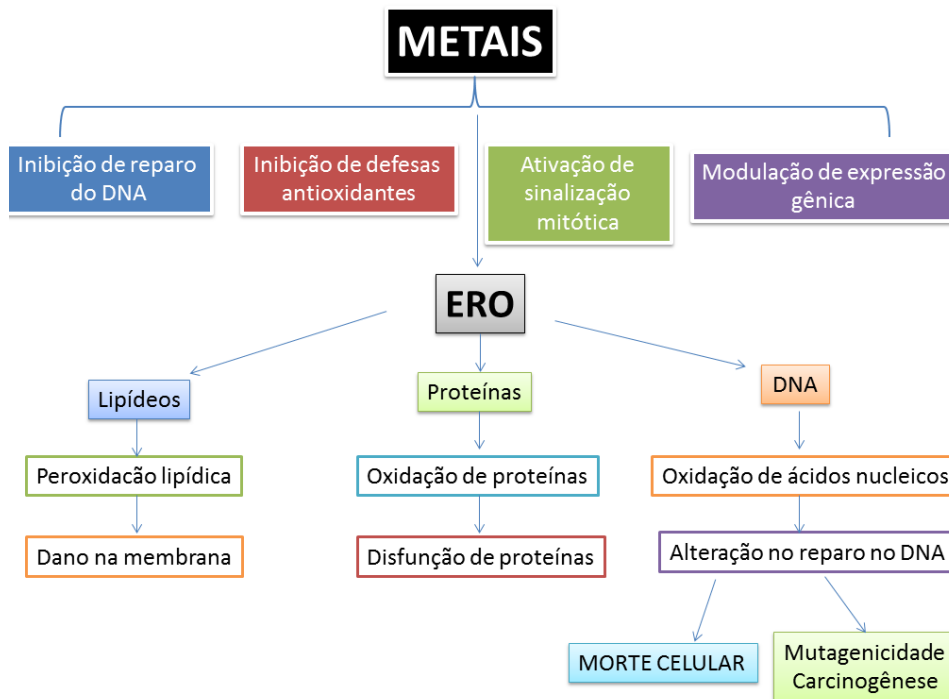 METAIS
Inibição de reparo
do DNA
Inibição de defesas
antioxidantes
Ativação de
sinalização
mitótica
Modulação de expressão
gênica
ERO
Lipídeos
Proteínas
DNA
Peroxidacão lipídica
Oxidação de proteínas
Oxidação de ácidos nucleicos
Dano na membrana
Disfunção de proteínas
Alteração no reparo no DNA
MORTE CELULAR
Mutagenicidade
Carcinogênese